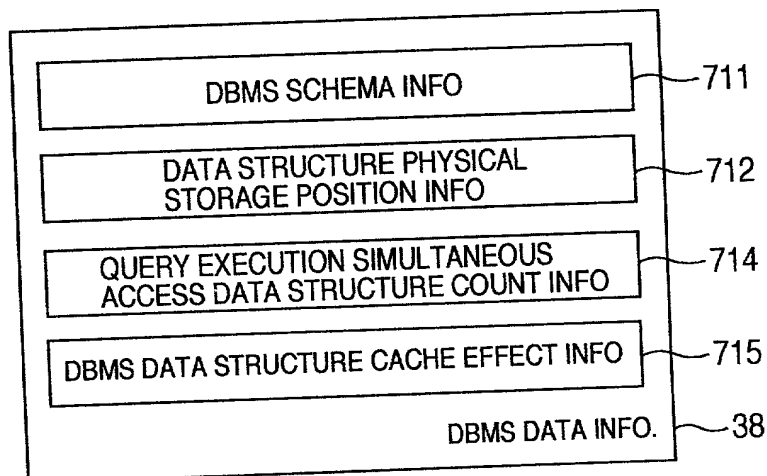 DBMS SCHEMA INFO
711
DATA STRUCTURE PHYSICAL
STORAGE POSITION INFO
712
QUERY EXECUTION SIMULTANEOUS
ACCESS DATA STRUCTURE COUNT INFO
714
DBMS DATA STRUCTURE CACHE EFFECT INFO
715
DBMS DATA INFO.
38